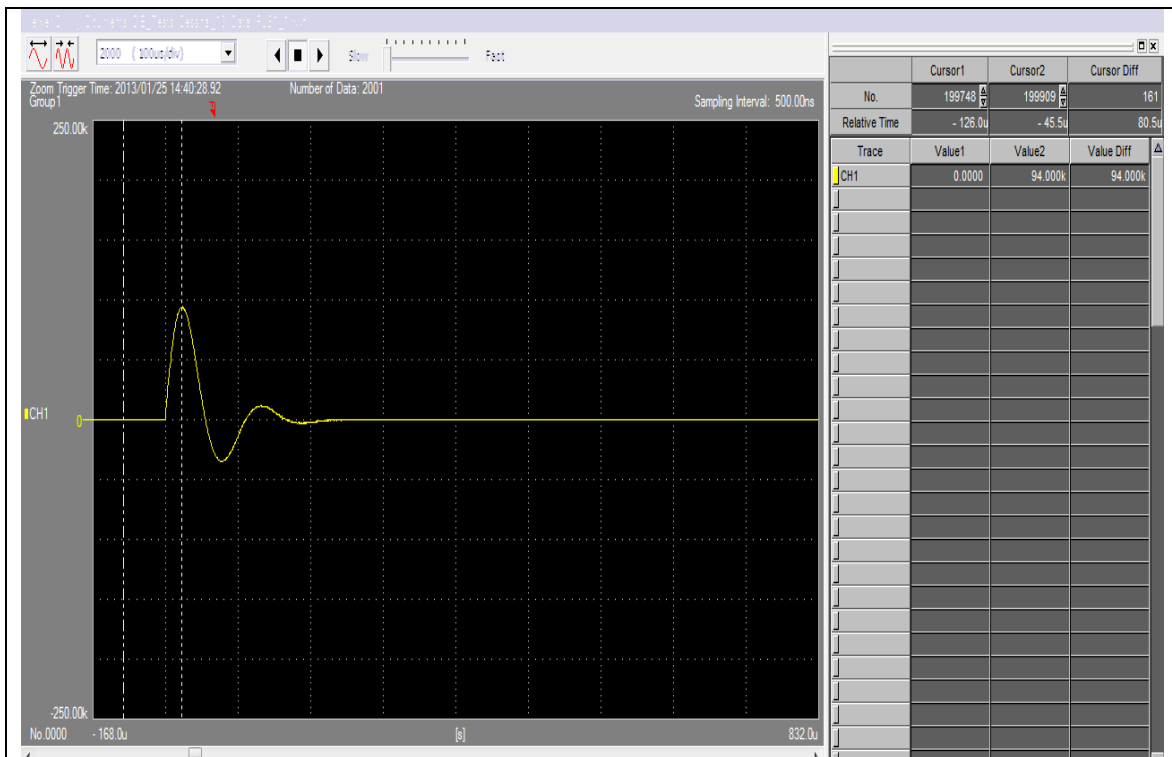 2000 ( 100us/div)
Slow
Fast
Zoom Trigger Time: 2013/01/25 14:40:28.92
Number of Data: 2001
Group1
Sampling Interval: 500.00ns
250.00k
CH1
0
-250.00k
No.0000
- 168.0u
[s]
832.0u
Cursor1 Cursor2 Cursor Diff
No. 199748 199909 161
Relative Time - 126.0u - 45.5u 80.5u
Trace Value1 Value2 Value Diff
CH1 0.0000 94.000k 94.000k